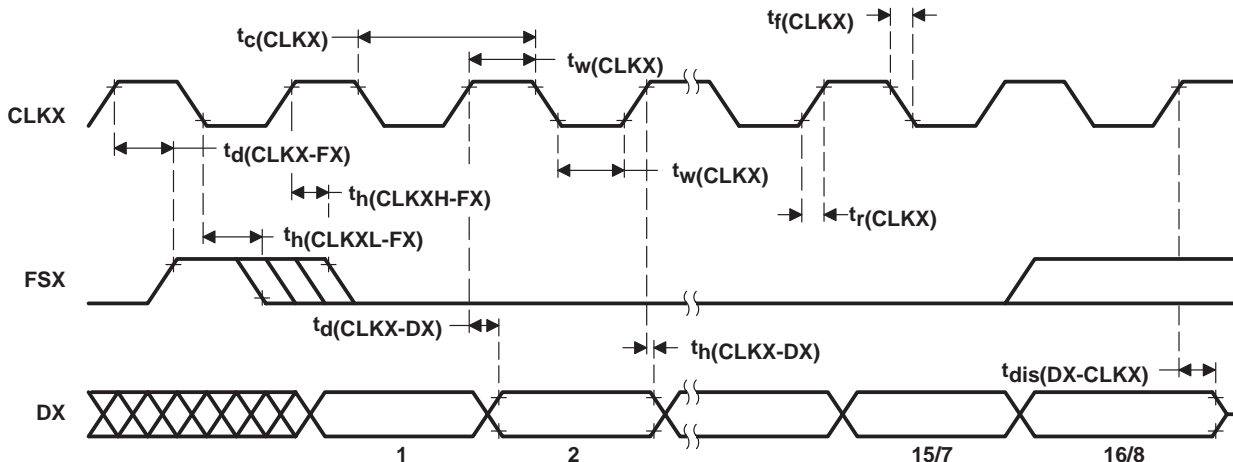 tc(CLKX)
tf(CLKX)
tw(CLKX)
CLKX
td(CLKX-FX)
tw(CLKX)
th(CLKXH-FX)
tr(CLKX)
th(CLKXL-FX)
FSX
td(CLKX-DX)
th(CLKX-DX)
tdis(DX-CLKX)
DX
1 2 15/7 16/8